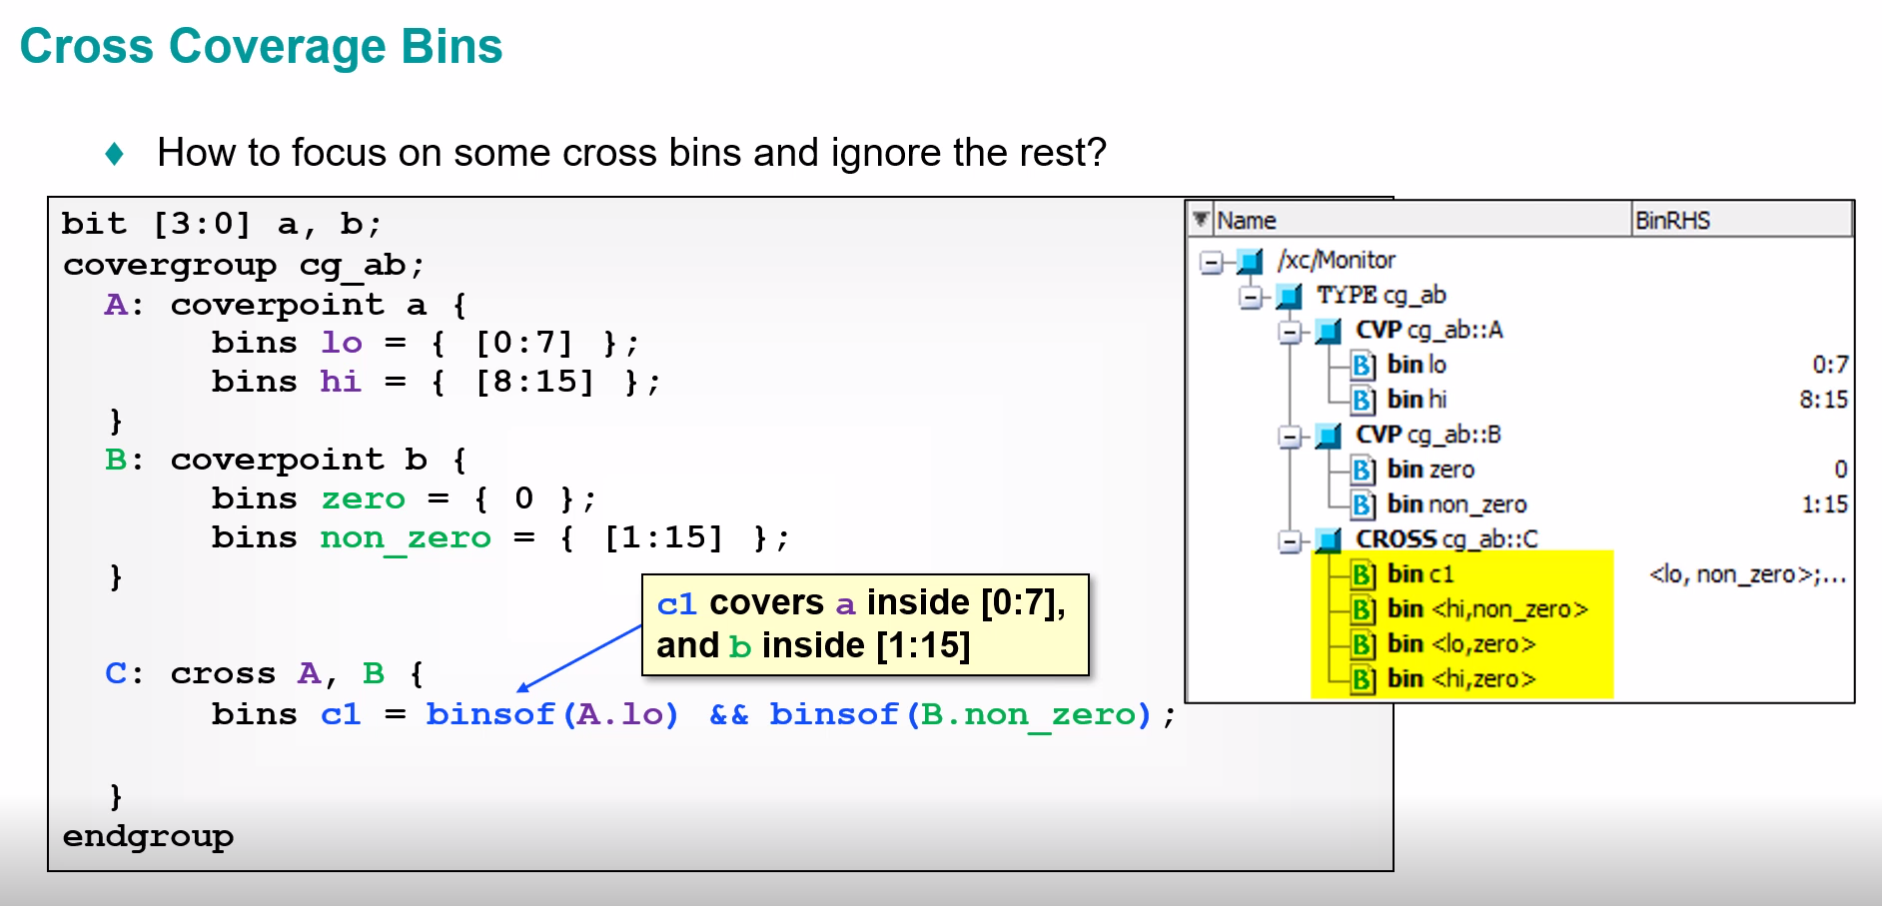 Cross Coverage Bins
♦ How to focus on some cross bins and ignore the rest?
bit [3:0] a, b;
covergroup cg_ab;
A: coverpoint a {
bins lo = { [0:7] };
bins hi = { [8:15] };
}
B: coverpoint b {
bins zero = { 0 };
bins non_zero = { [1:15] };
}
c1 covers a inside [0:7],
and b inside [1:15]
C: cross A, B {
bins c1 = binsof(A.lo) && binsof(B.non_zero);
}
endgroup
Name BinRHS
/xc/Monitor
TYPE cg_ab
CVP cg_ab::A
B] bin lo 0:7
B] bin hi 8:15
CVP cg_ab::B
B] bin zero 0
B] bin non_zero 1:15
CROSS cg_ab::C
B] bin c1 <lo, non_zero>;...
B] bin <hi,non_zero>
B] bin <lo,zero>
B] bin <hi,zero>